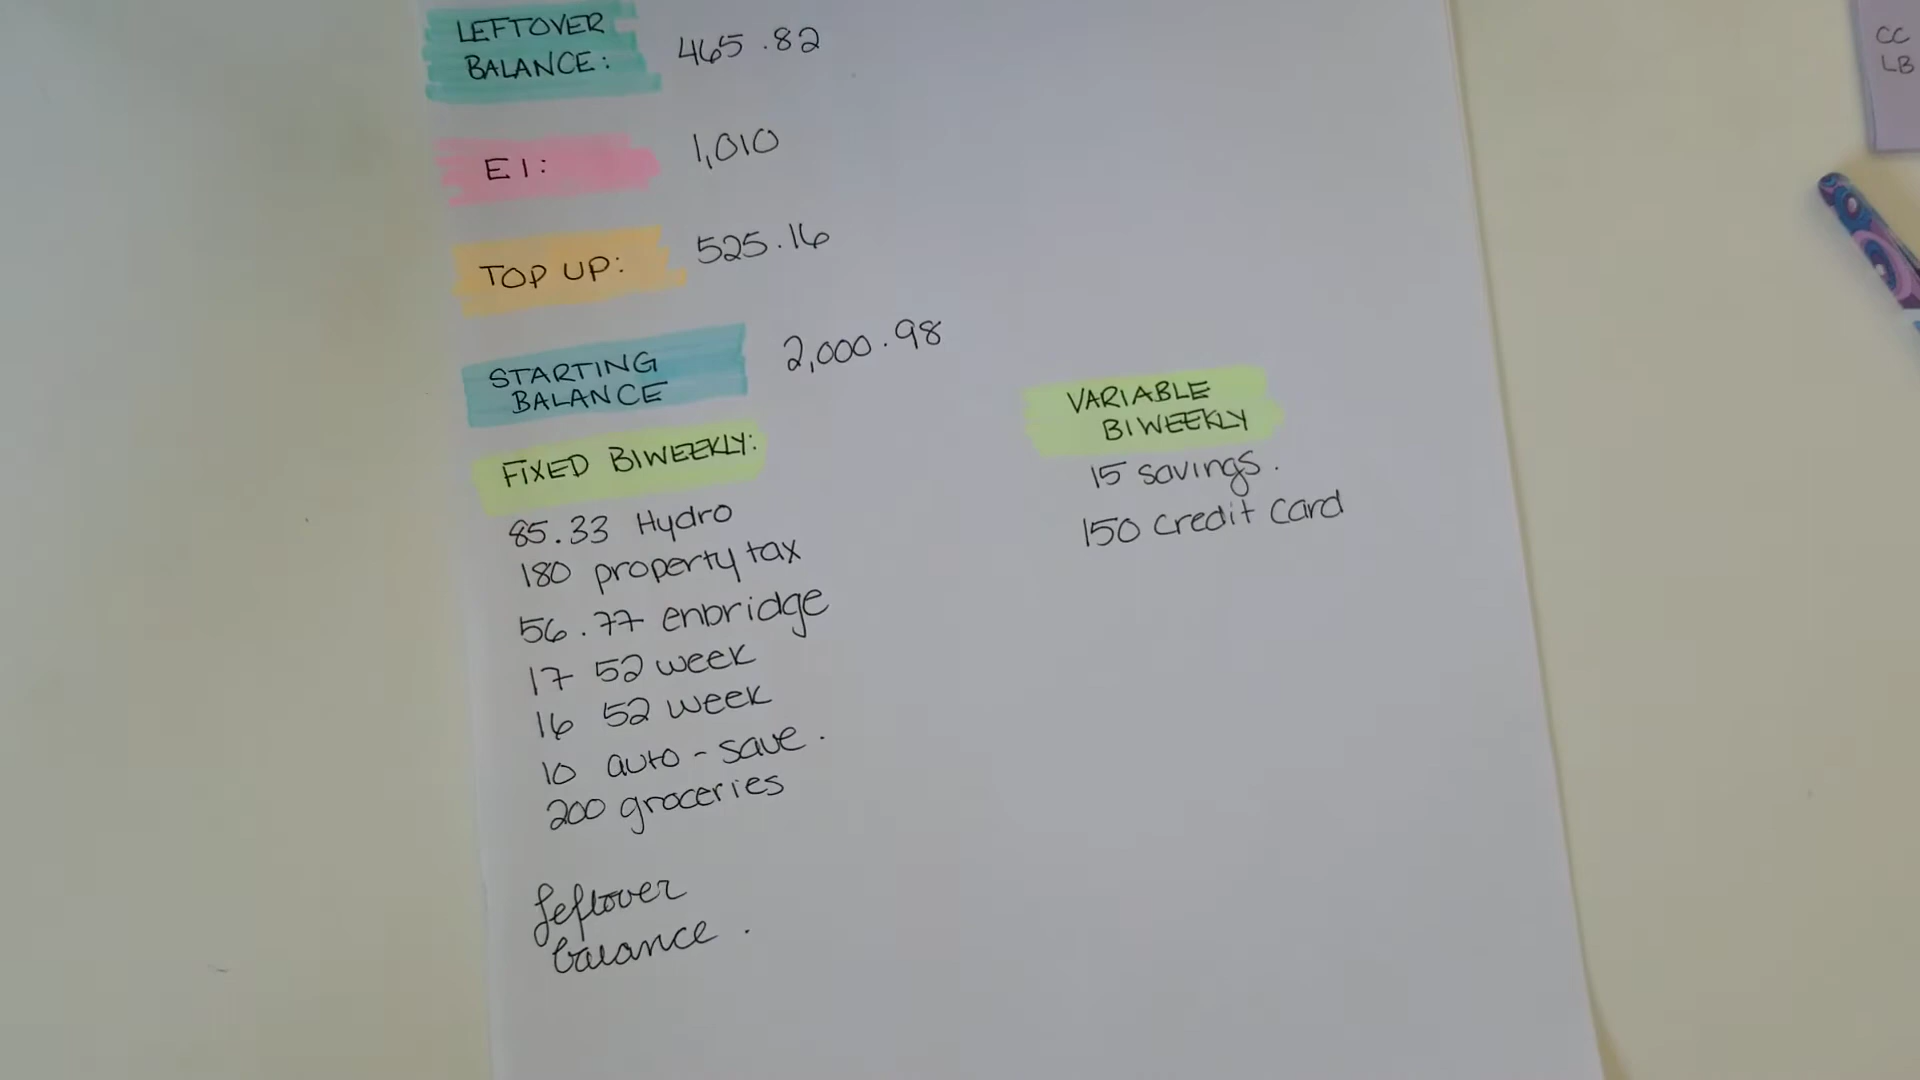 LEFTOVER
BALANCE: 465.82
EI: 1,010
TOP UP: 525.16
STARTING
BALANCE 2,000.98
FIXED BIWEEKLY:
85.33 Hydro
180 property tax
56.77 enbridge
17 52 week
16 52 week
10 auto-save.
200 groceries
leftover
balance.
VARIABLE
BIWEEKLY
15 savings.
150 credit card
CC
LB